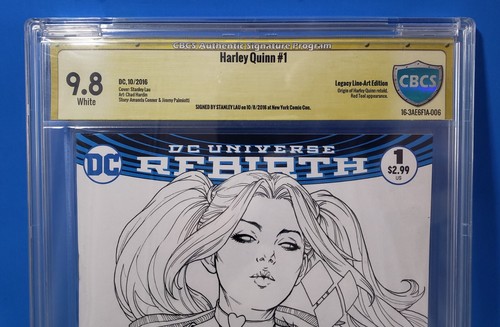 CBCS Authentic Signature Program
Harley Quinn #1
9.8
White
DC, 10/2016
Cover: Stanley Lau
Art: Chad Hardin
Story: Amanda Conner & Jimmy Palmiotti
SIGNED BY STANLEY LAU on 10/8/2016 at New York Comic Con.
Legacy Line-Art Edition
Origin of Harley Quinn retold.
Red Tool appearance.
CBCS
16-3AE6F1A-006
DC
DC UNIVERSE
REBIRTH
1
$2.99
US